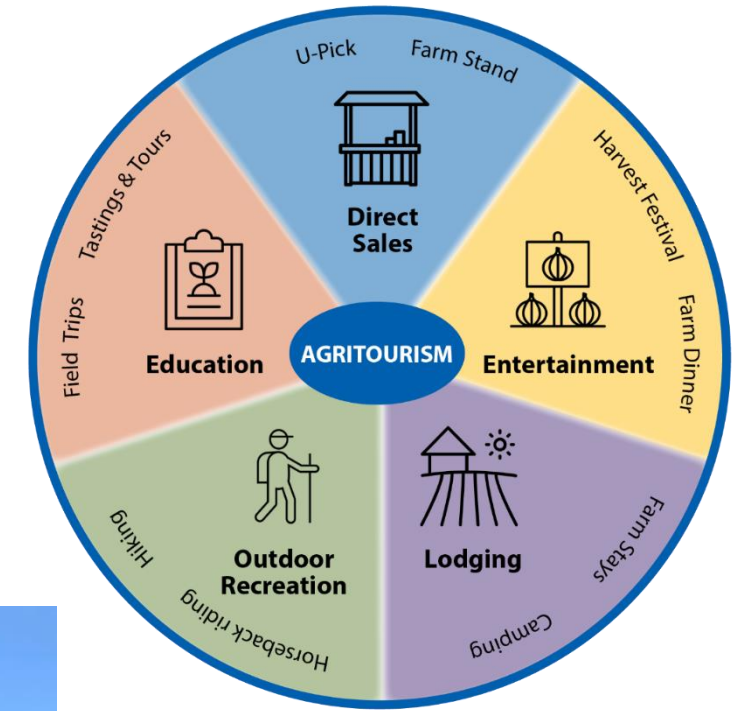 U-Pick
Farm Stand
Direct
Sales
Harvest Festival
Farm Dinner
Entertainment
Farm Stays
Camping
Lodging
Horseback riding
Hiking
Outdoor
Recreation
Field Trips
Tastings & Tours
Education
AGRITOURISM